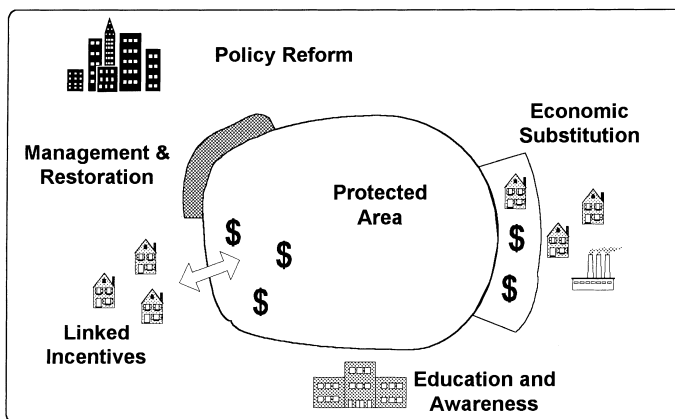 Policy Reform
Economic
Substitution
Management &
Restoration
Protected
Area
$
$
$
$
$
Linked
Incentives
Education and
Awareness